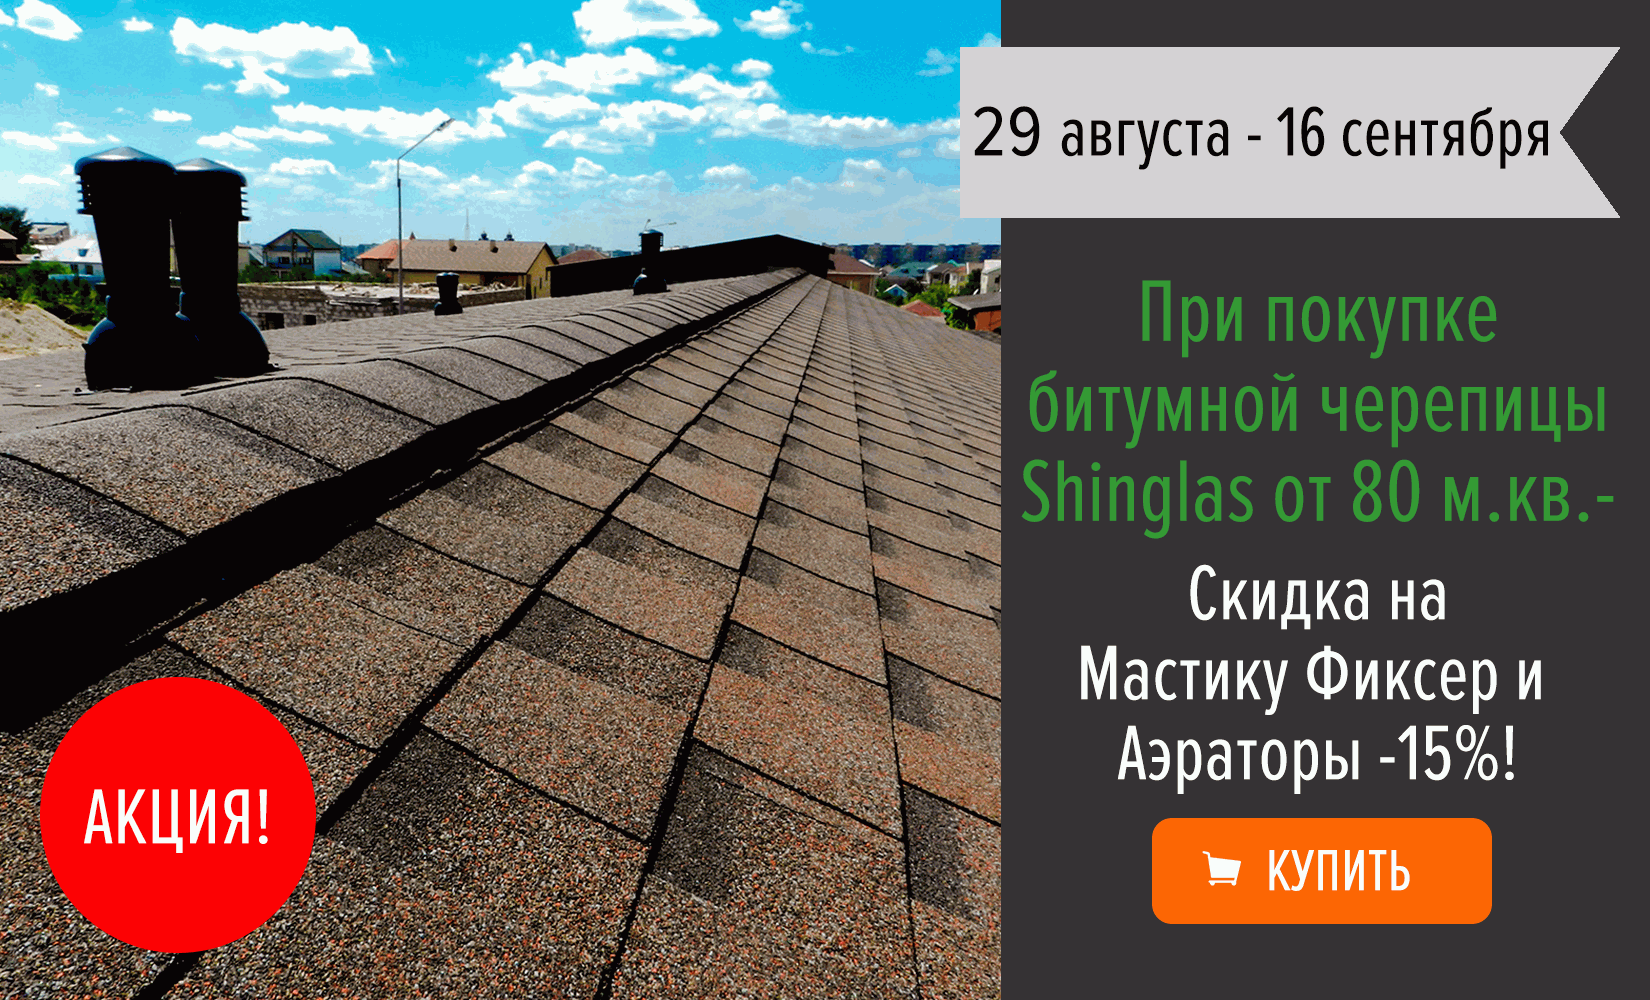 29 августа - 16 сентября
При покупке
битумной черепицы
Shinglas от 80 м.кв.-
Скидка на
Мастику Фиксер и
Аэраторы -15%!
КУПИТЬ
АКЦИЯ!